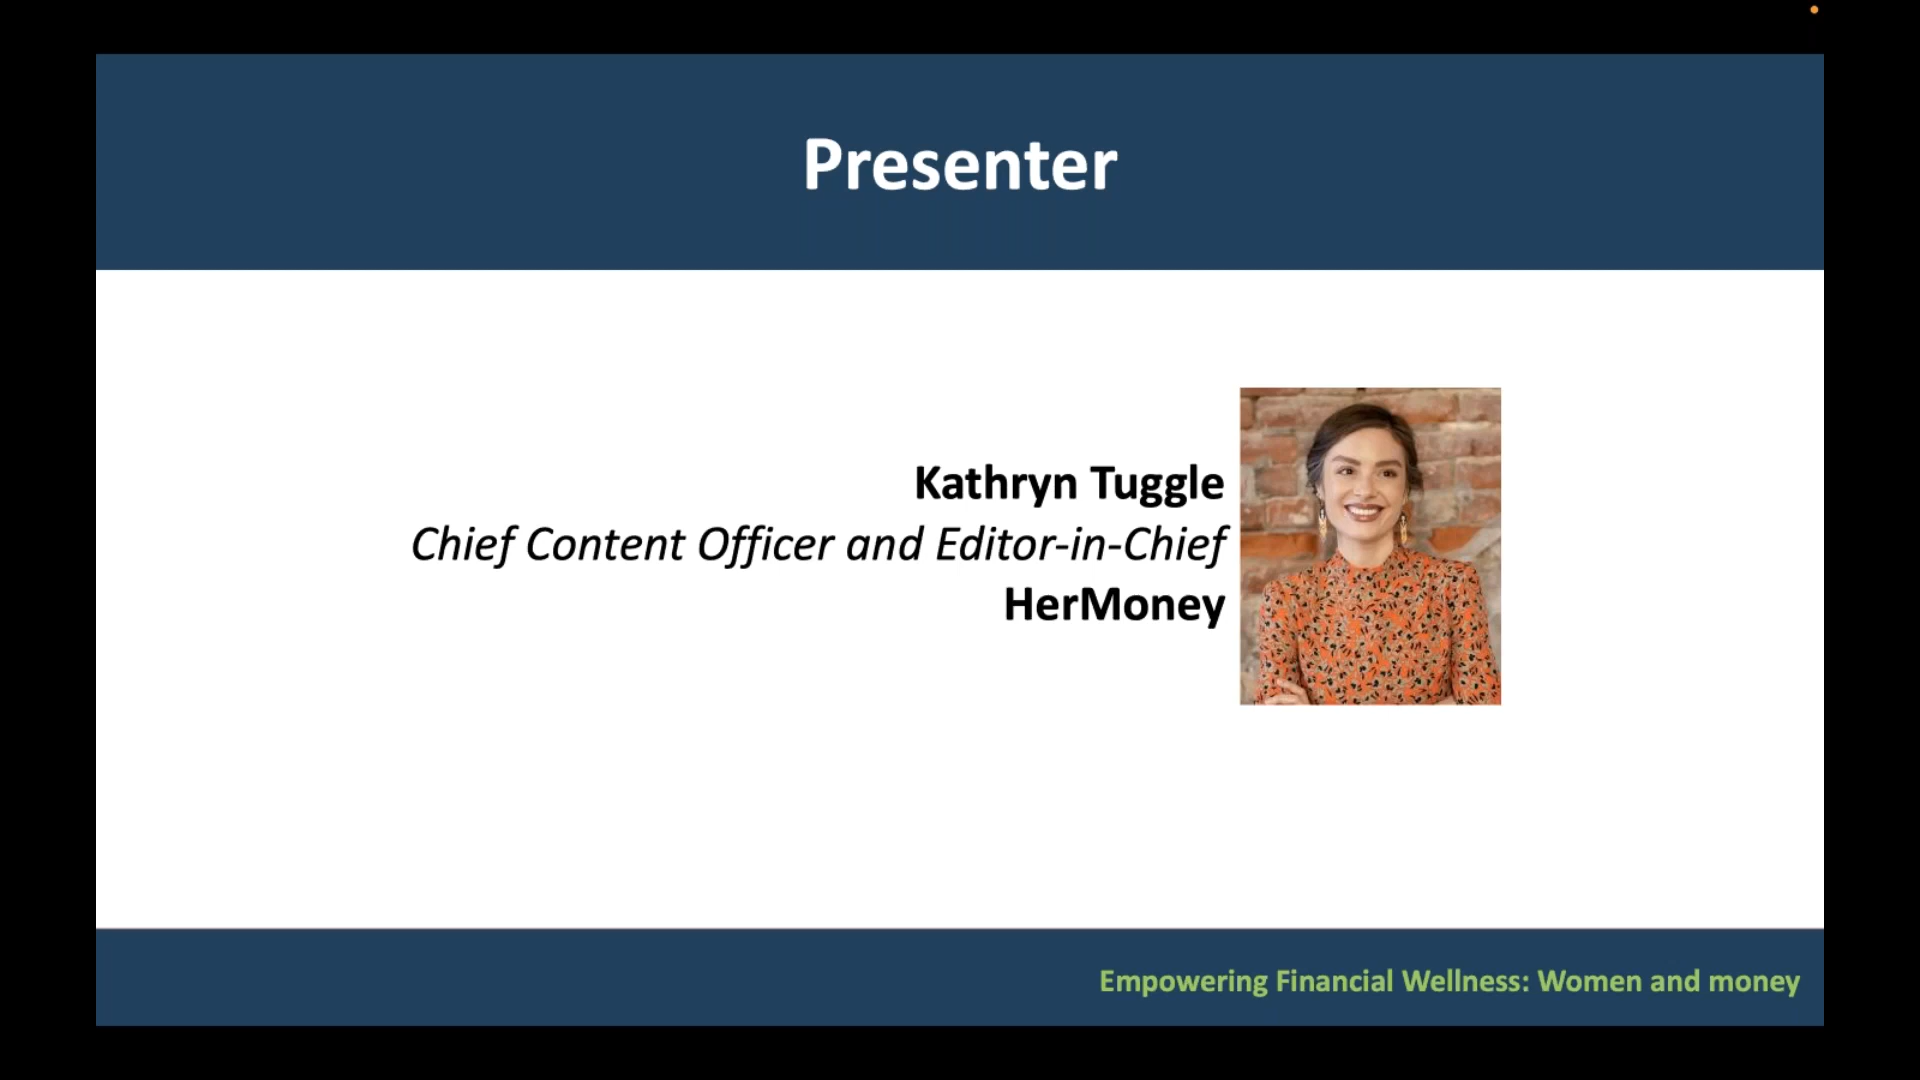 Presenter
Kathryn Tuggle
Chief Content Officer and Editor-in-Chief
HerMoney
Empowering Financial Wellness: Women and money